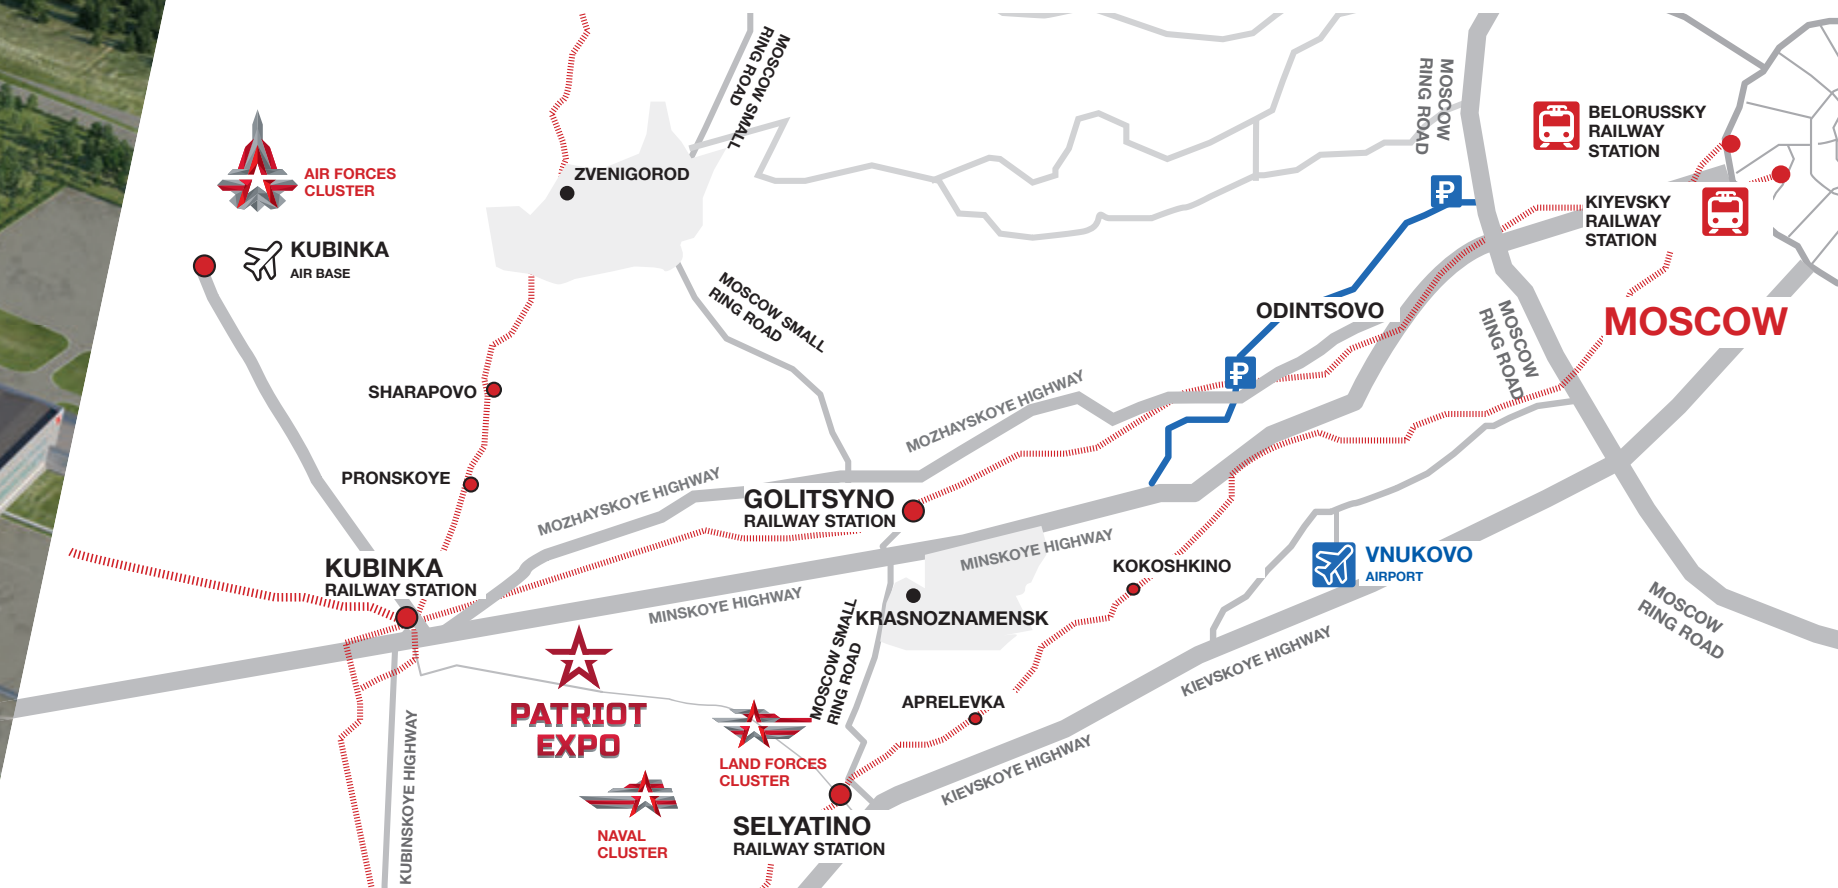 MOSCOW SMALL
RING ROAD
MOSCOW
RING ROAD
BELORUSSKY
RAILWAY
STATION
AIR FORCES
CLUSTER
ZVENIGOROD
₽
KIYEVSKY
RAILWAY
STATION
KUBINKA
AIR BASE
MOSCOW SMALL
RING ROAD
ODINTSOVO
MOSCOW
RING ROAD
MOSCOW
₽
SHARAPOVO
MOZHAYSKOYE HIGHWAY
PRONSKOYE
MOZHAYSKOYE HIGHWAY
GOLITSYNO
RAILWAY STATION
MINSKOYE HIGHWAY
KUBINKA
RAILWAY STATION
KOKOSHKINO
VNUKOVO
AIRPORT
MINSKOYE HIGHWAY
KRASNOZNAMENSK
MOSCOW
RING ROAD
MOSCOW SMALL
RING ROAD
KIEVSKOYE HIGHWAY
PATRIOT
EXPO
APRELEVKA
KUBINSKOYE HIGHWAY
LAND FORCES
CLUSTER
KIEVSKOYE HIGHWAY
NAVAL
CLUSTER
SELYATINO
RAILWAY STATION